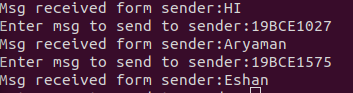 Msg received form sender:HI
Enter msg to send to sender:19BCE1027
Msg received form sender:Aryaman
Enter msg to send to sender:19BCE1575
Msg received form sender:Eshan